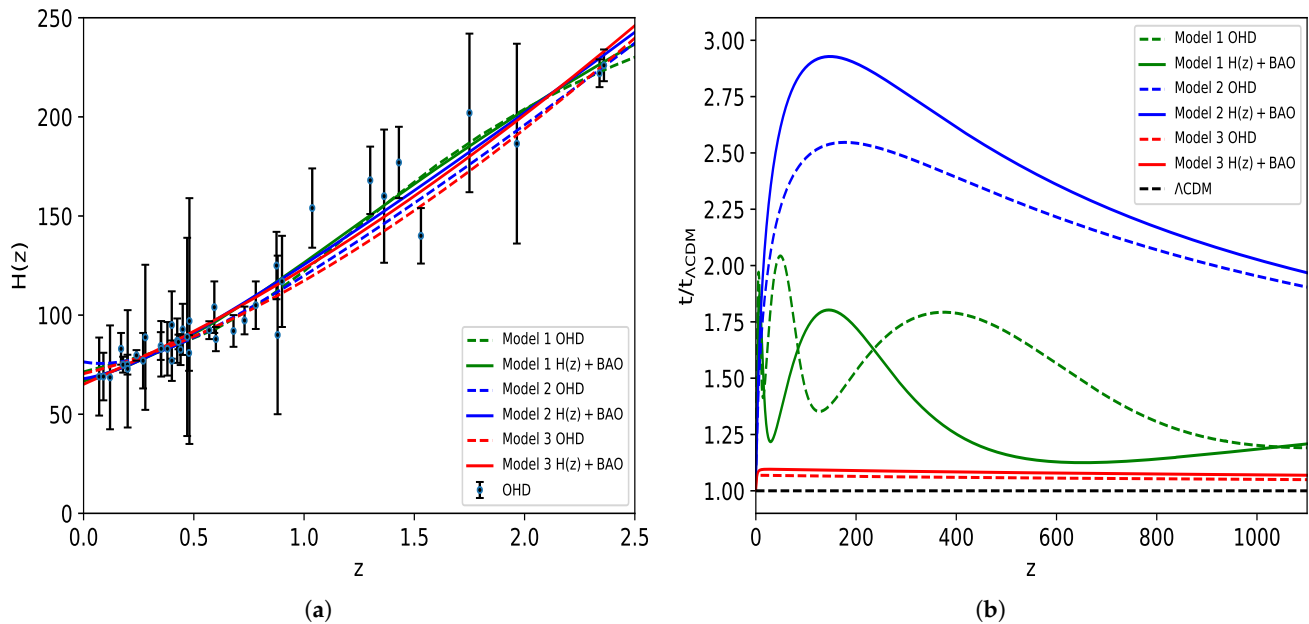 250
200
150
100
50
0
H(z)
0.0 0.5 1.0 1.5 2.0 2.5
z
Model 1 OHD
Model 1 H(z) + BAO
Model 2 OHD
Model 2 H(z) + BAO
Model 3 OHD
Model 3 H(z) + BAO
OHD
(a)
3.00
2.75
2.50
2.25
2.00
1.75
1.50
1.25
1.00
t/tΛCDM
0 200 400 600 800 1000
z
Model 1 OHD
Model 1 H(z) + BAO
Model 2 OHD
Model 2 H(z) + BAO
Model 3 OHD
Model 3 H(z) + BAO
ΛCDM
(b)